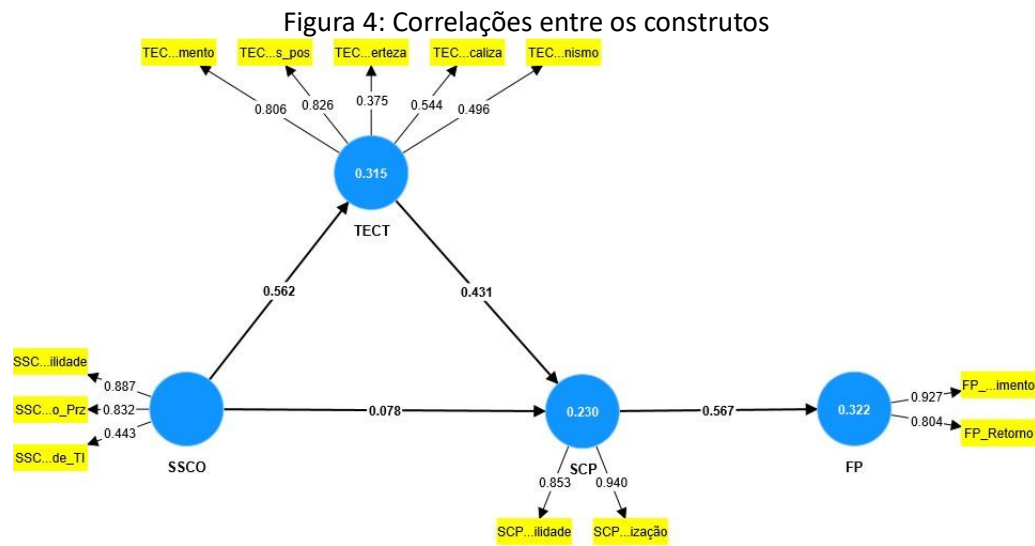 Figura 4: Correlações entre os construtos
TEC...mento TEC...s_pos TEC...erteza TEC...caliza TEC...nismo
0.806 0.826 0.375 0.544 0.496
0.315
TECT
0.562 0.431
SSC...ilidade
0.887
SSC...o_Prz
0.832
0.443
SSC...de_TI
SSCO
0.078
0.230
SCP
0.567
0.322
FP
0.927
FP_...imento
0.804
FP_Retorno
0.853 0.940
SCP...ilidade SCP...ização